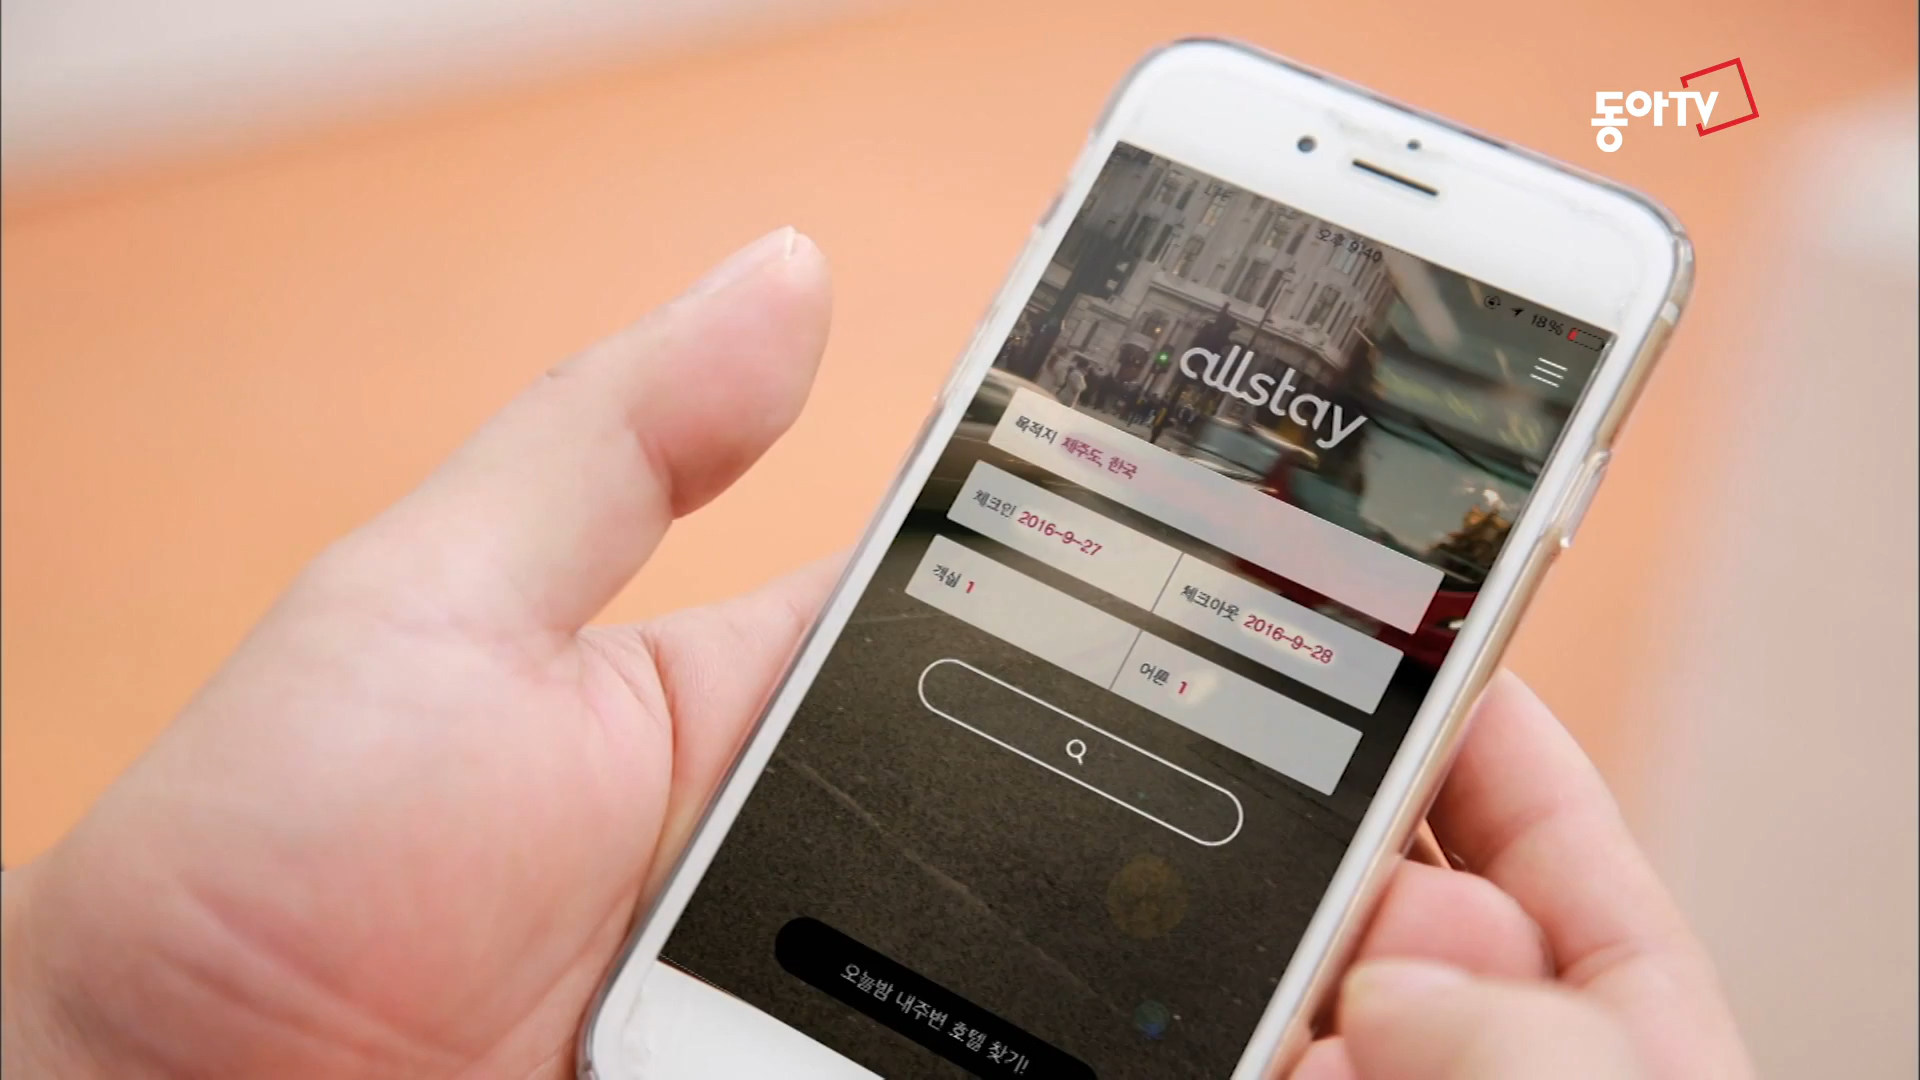 동아TV
오후 9:40
18%
allstay
목적지 제주도, 한국
체크인 2016-9-27
체크아웃 2016-9-28
객실 1
어른 1
오늘밤 내주변 호텔 찾기!